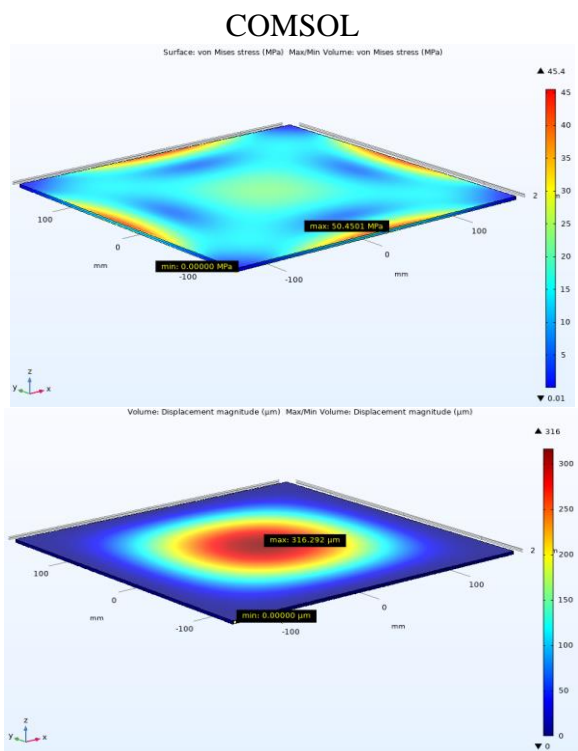 COMSOL
Surface: von Mises stress (MPa) Max/Min Volume: von Mises stress (MPa)
▲ 45.4
45
40
35
30
25
20
15
10
5
▼ 0.01
2
100
0
-100
mm
-100
0
100
mm
max: 50.4501 MPa
min: 0.00000 MPa
z
y
x
Volume: Displacement magnitude (µm) Max/Min Volume: Displacement magnitude (µm)
▲ 316
300
250
200
150
100
50
0
▼ 0
2
100
0
-100
mm
-100
0
100
mm
max: 316.292 µm
min: 0.00000 µm
z
y
x